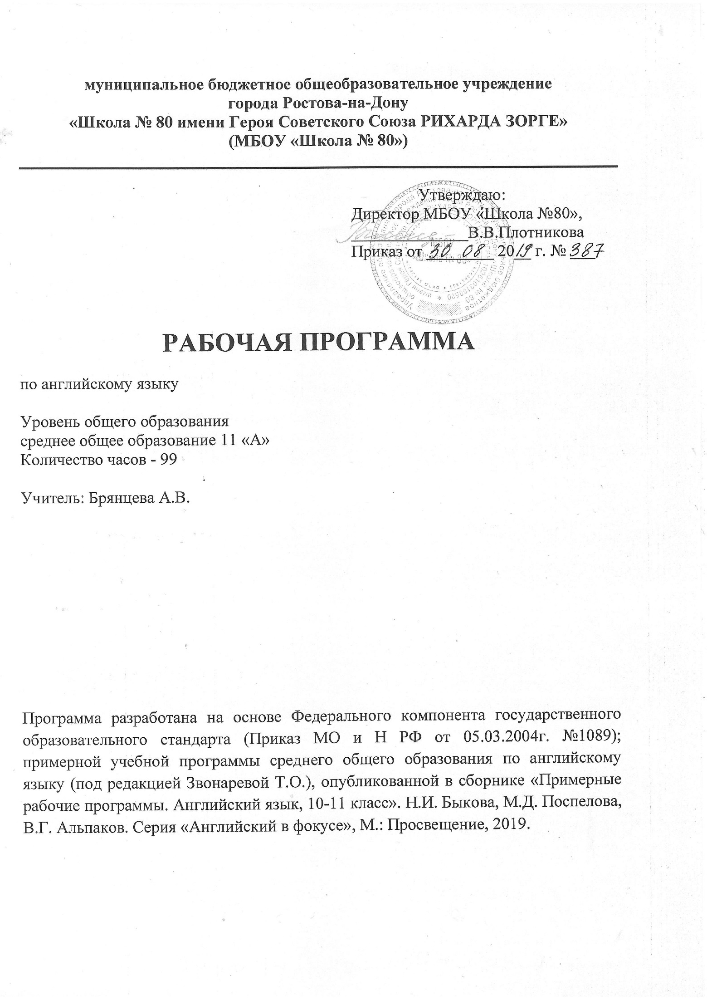 муниципальное бюджетное общеобразовательное учреждение
города Ростова-на-Дону
«Школа № 80 имени Героя Советского Союза РИХАРДА ЗОРГЕ»
(МБОУ «Школа № 80»)
Утверждаю:
Директор МБОУ «Школа №80»,
В.В.Плотникова
Приказ от 30. 08 2019 г. № 387
РАБОЧАЯ ПРОГРАММА
по английскому языку
Уровень общего образования
среднее общее образование 11 «А»
Количество часов - 99
Учитель: Брянцева А.В.
Программа разработана на основе Федерального компонента государственного
образовательного стандарта (Приказ МО и Н РФ от 05.03.2004г. №1089);
примерной учебной программы среднего общего образования по английскому
языку (под редакцией Звонаревой Т.О.), опубликованной в сборнике «Примерные
рабочие программы. Английский язык, 10-11 класс». Н.И. Быкова, М.Д. Поспелова,
В.Г. Альпаков. Серия «Английский в фокусе», М.: Просвещение, 2019.